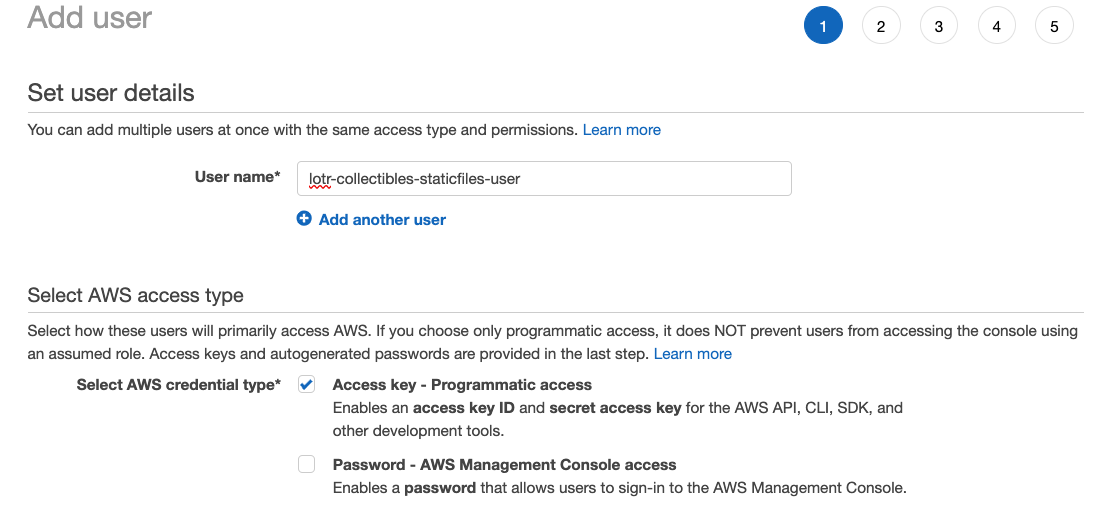 Add user
1 2 3 4 5
Set user details
You can add multiple users at once with the same access type and permissions. Learn more
User name* lotr-collectibles-staticfiles-user
Add another user
Select AWS access type
Select how these users will primarily access AWS. If you choose only programmatic access, it does NOT prevent users from accessing the console using
an assumed role. Access keys and autogenerated passwords are provided in the last step. Learn more
Select AWS credential type* Access key - Programmatic access
Enables an access key ID and secret access key for the AWS API, CLI, SDK, and
other development tools.
Password - AWS Management Console access
Enables a password that allows users to sign-in to the AWS Management Console.